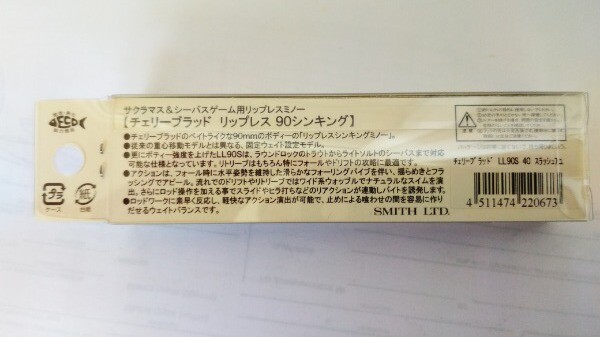 サクラマス＆シーバスゲーム用リップレスミノー
【チェリーブラッド リップレス 90シンキング】
●チェリーブラッドのベイトライクな90mmのボディーの「リップレスシンキングミノー」。
●従来の重心移動モデルとは異なる、固定ウェイト設定モデル。
●更にボディー強度を上げたLL90Sは、ランドロックのトラウトからライトソルトのシーバスまで対応
可能な仕様となっています。リトリーブはもちろん特にフォールやドリフトの攻略に最適です。
●アクションは、フォール時に水平姿勢を維持した滑らかなフォーリングバイブを伴い、揺らめきとフラ
ッシングでアピール。流れでのドリフトやリトリーブではワイド系ウォッブルでナチュラルなスイムを演
出。さらにロッド操作を加える事でスライドやヒラ打ちなどのリアクションが連動しバイトを誘発します。
●ロッドワークに素早く反応し、軽快なアクション演出が可能で、止めによる喰わせの間を容易に作り
だせるウェイトバランスです。
SMITH LTD.
FECO
プラ
ケース
紙
台紙
注意
チェリーブラッド LL90S 40 スラッシュアユ
4 511474 220673